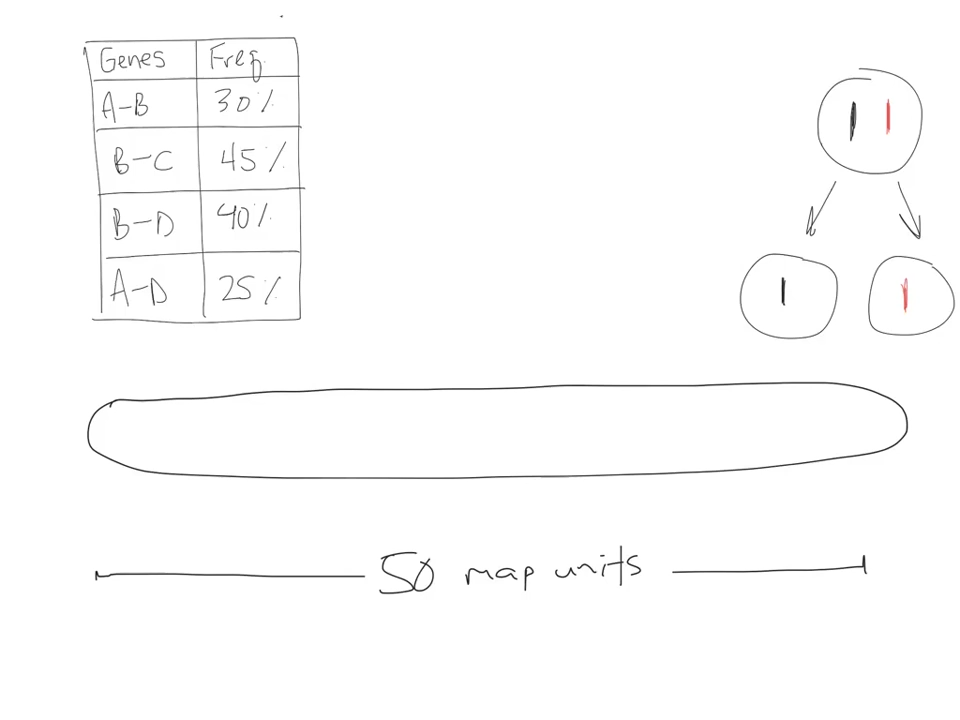 Genes Freq.
A-B 30%
B-C 45%
B-D 40%
A-D 25%
50 map units